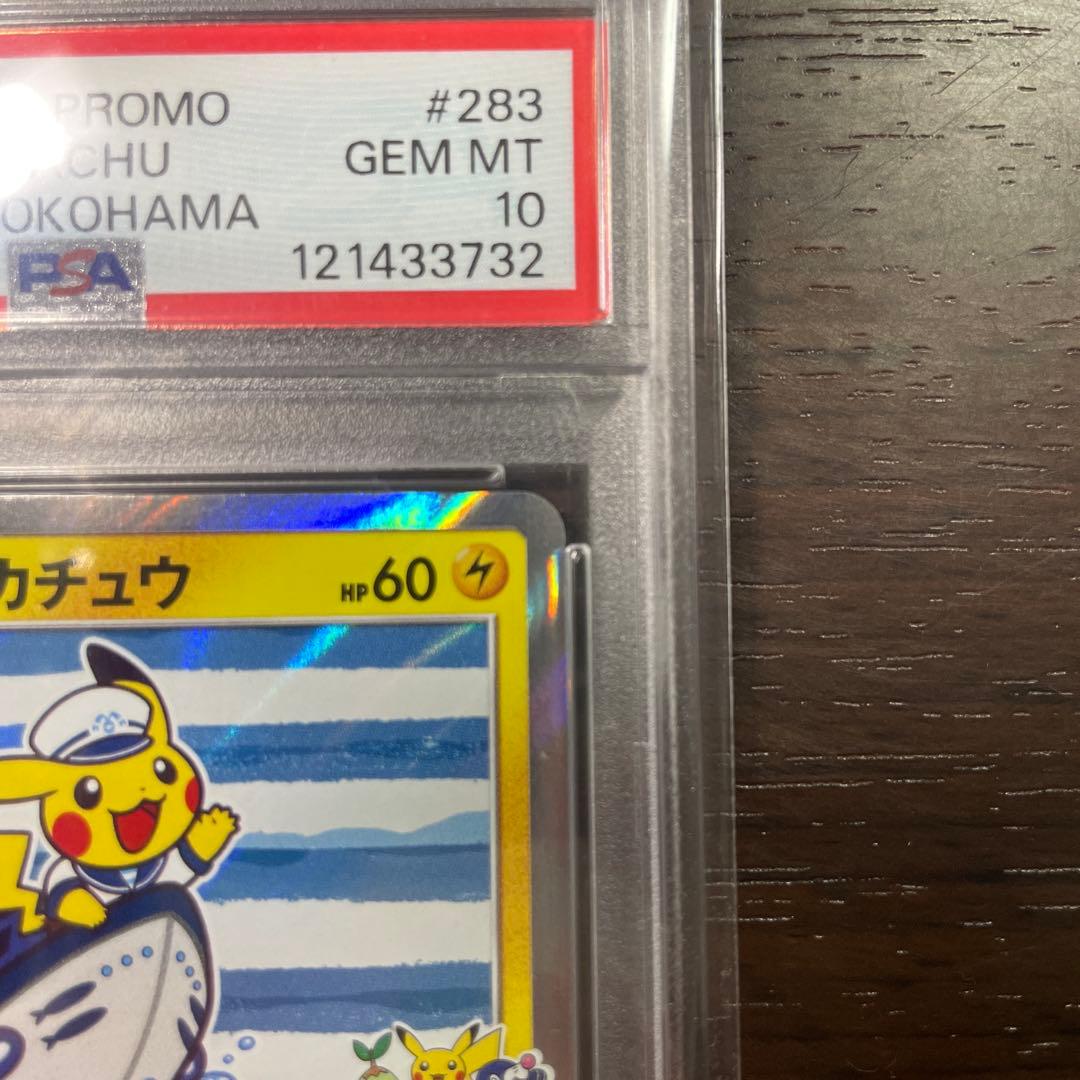 PROMO #283
CHU GEM MT
OKOHAMA 10
PSA 121433732
カチュウ HP60